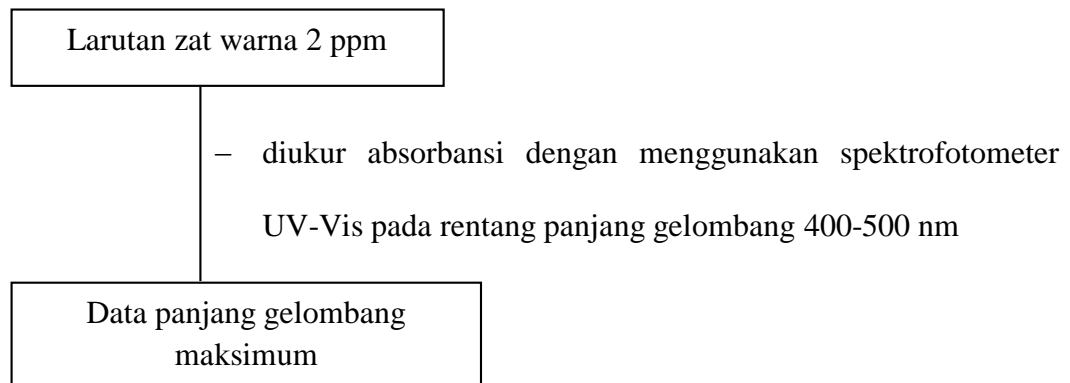 Larutan zat warna 2 ppm
– diukur absorbansi dengan menggunakan spektrofotometer
UV-Vis pada rentang panjang gelombang 400-500 nm
Data panjang gelombang
maksimum